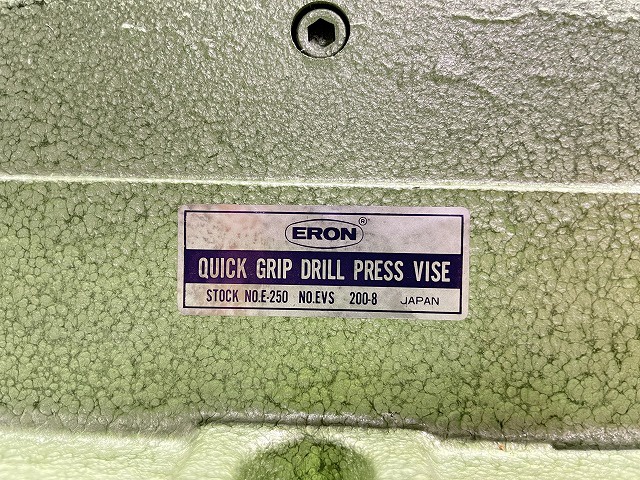 ERON®
QUICK GRIP DRILL PRESS VISE
STOCK NO.E-250 NO.EVS 200-8 JAPAN